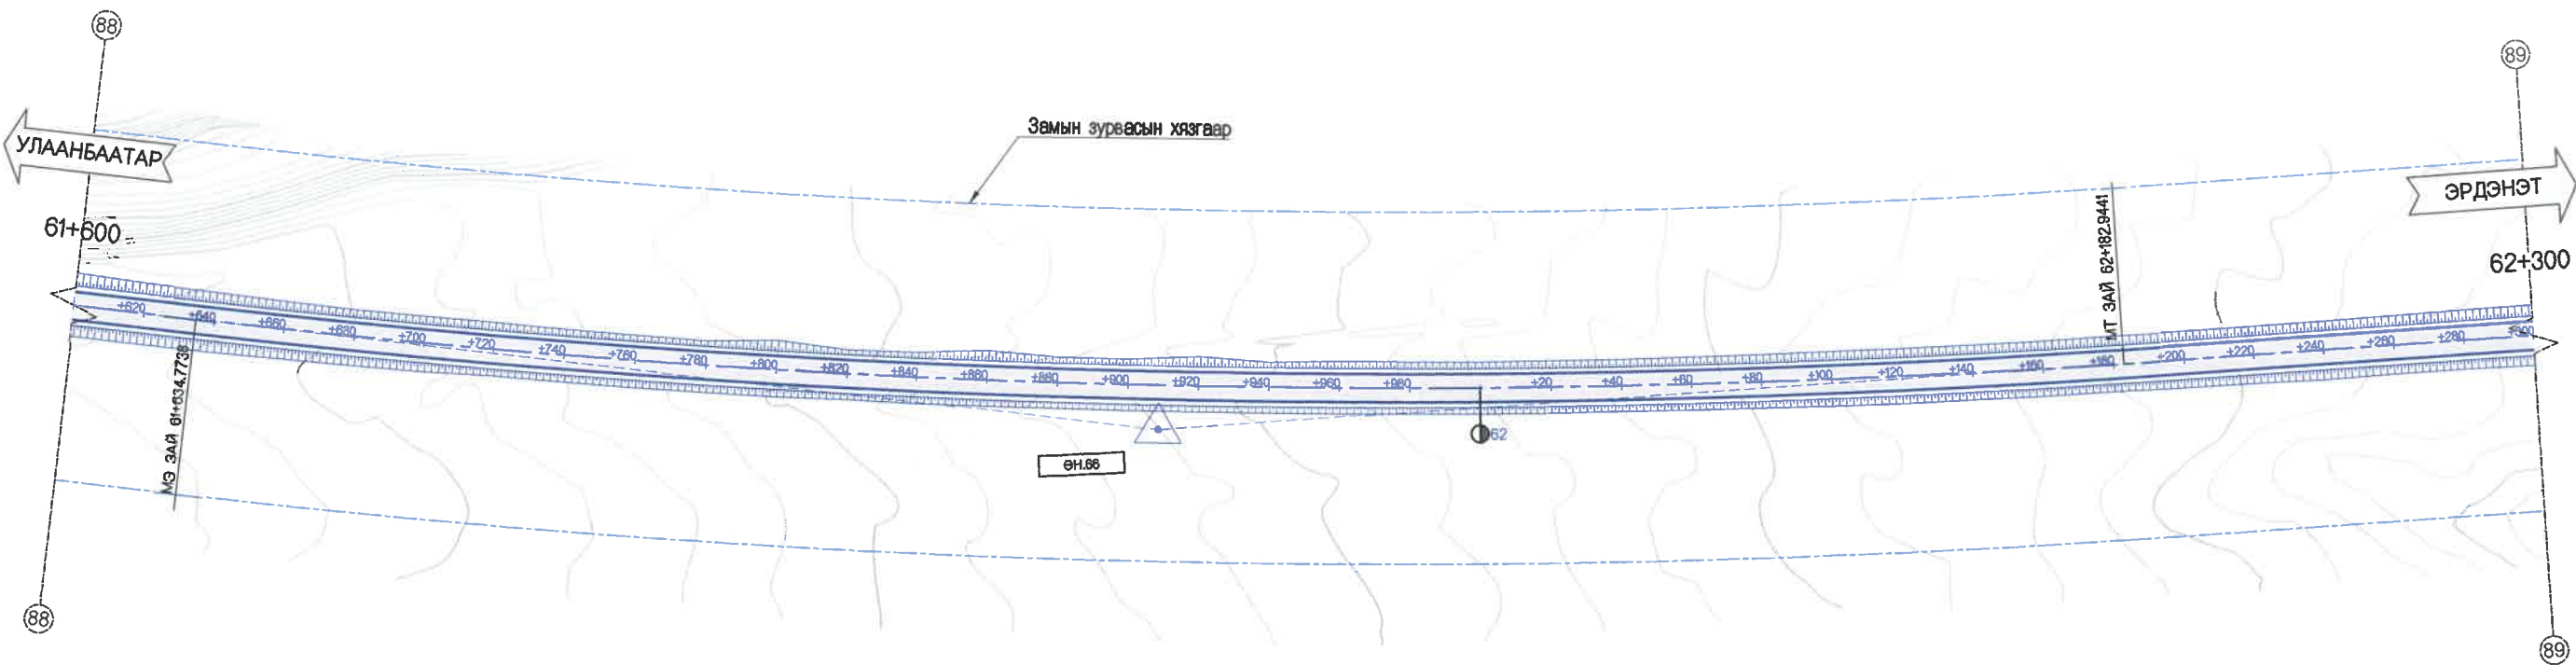 88
89
УЛААНБААТАР
Замын зурвасын хязгаар
ЭРДЭНЭТ
61+600
62+300
МЭ ЗАЙ 61+634.7738
МТ ЗАЙ 62+182.9441
+620 +640 +660 +680 +700 +720 +740 +760 +780 +800 +820 +840 +860 +880 +900 +920 +940 +960 +980 +20 +40 +60 +80 +100 +120 +140 +160 +180 +200 +220 +240 +260 +280 +300
62
ӨН.66
88
89